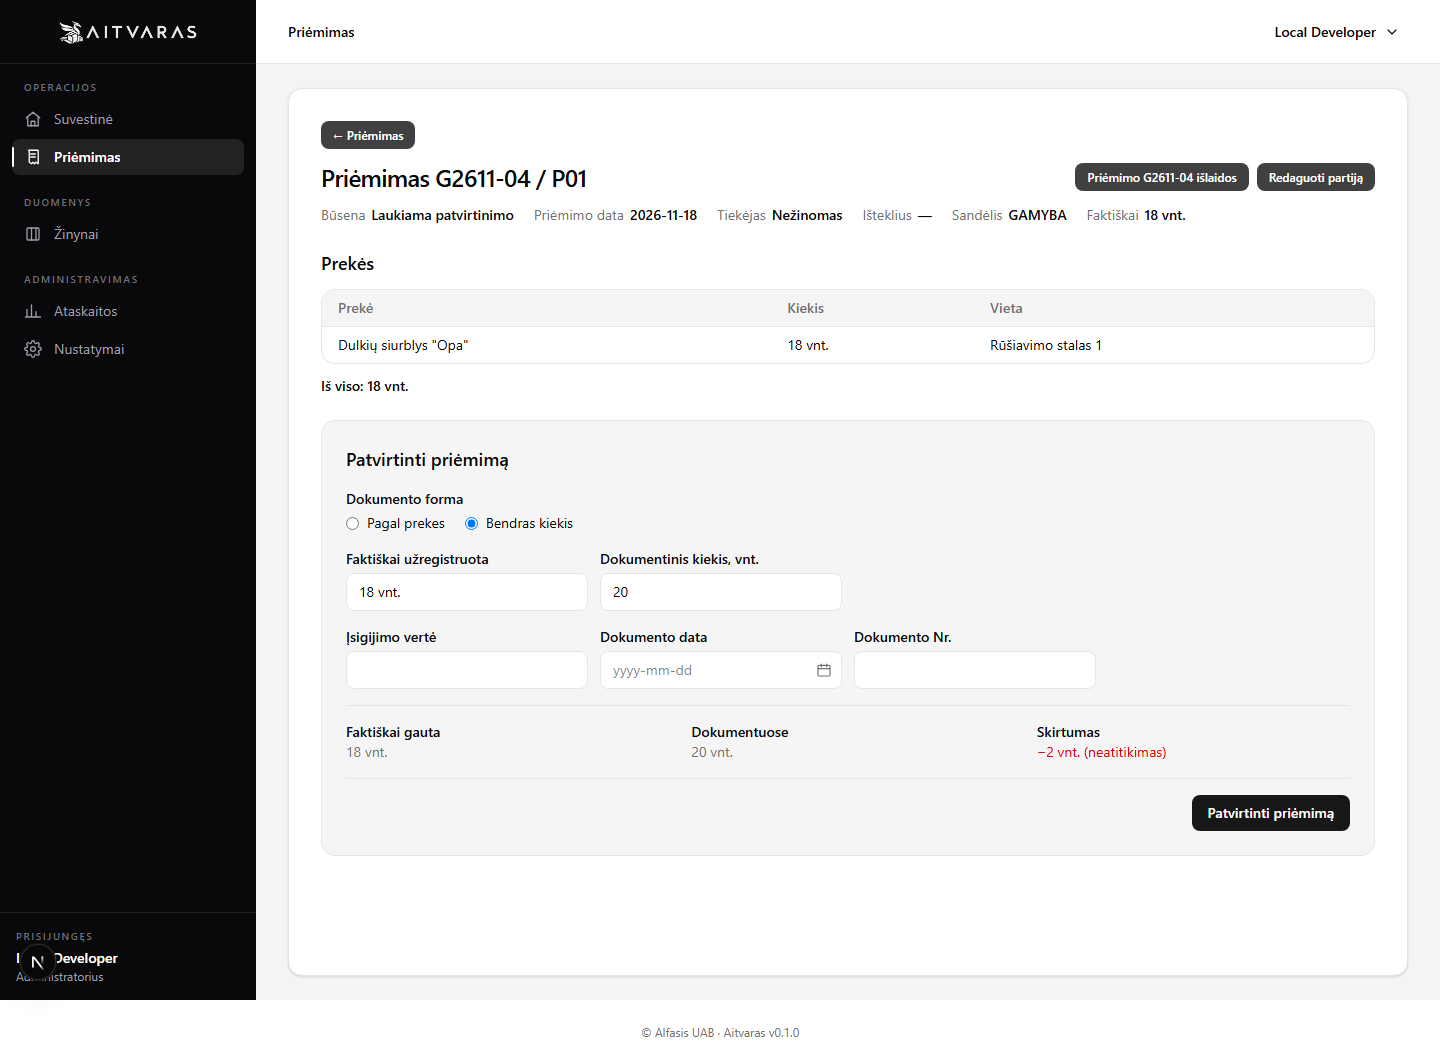 AITVARAS
OPERACIJOS
Suvestinė
Priėmimas
DUOMENYS
Žinynai
ADMINISTRAVIMAS
Ataskaitos
Nustatymai
PRISIJUNGĘS
Developer
N
Priėmimas
Local Developer
← Priėmimas
Priėmimas G2611-04 / P01
Priėmimo G2611-04 išlaidos
Redaguoti partiją
Būsena Laukiama patvirtinimo Priėmimo data 2026-11-18 Tiekėjas Nežinomas Išteklius — Sandėlis GAMYBA Faktiškai 18 vnt.
Prekės
Prekė Kiekis Vieta
Dulkių siurblys "Opa" 18 vnt. Rūšiavimo stalas 1
Iš viso: 18 vnt.
Patvirtinti priėmimą
Dokumento forma
Pagal prekes Bendras kiekis
Faktiškai užregistruota Dokumentinis kiekis, vnt.
18 vnt. 20
Įsigijimo vertė Dokumento data Dokumento Nr.
yyyy-mm-dd
Faktiškai gauta Dokumentuose Skirtumas
18 vnt. 20 vnt. −2 vnt. (neatitikimas)
Patvirtinti priėmimą
© Alfasis UAB · Aitvaras v0.1.0